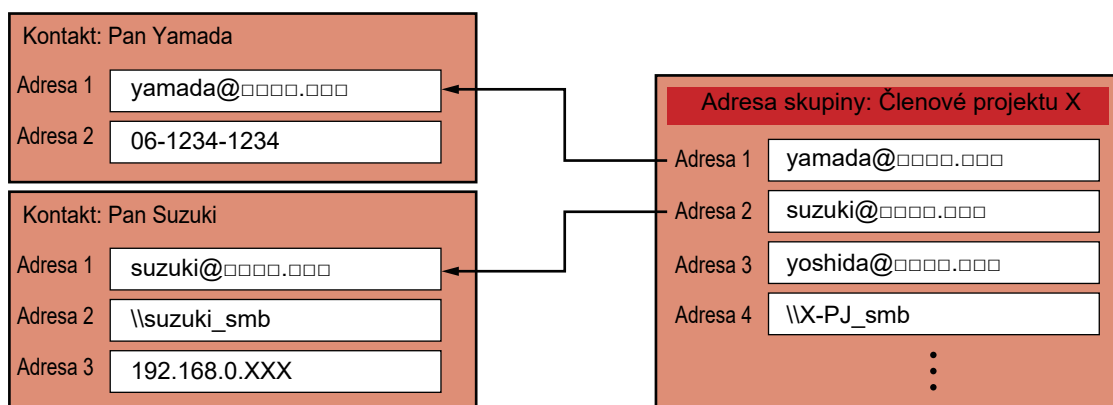 Kontakt: Pan Yamada
Adresa 1 yamada@□□□□.□□□
Adresa 2 06-1234-1234
Kontakt: Pan Suzuki
Adresa 1 suzuki@□□□□.□□□
Adresa 2 \\suzuki_smb
Adresa 3 192.168.0.XXX
Adresa skupiny: Členové projektu X
Adresa 1 yamada@□□□□.□□□
Adresa 2 suzuki@□□□□.□□□
Adresa 3 yoshida@□□□□.□□□
Adresa 4 \\X-PJ_smb